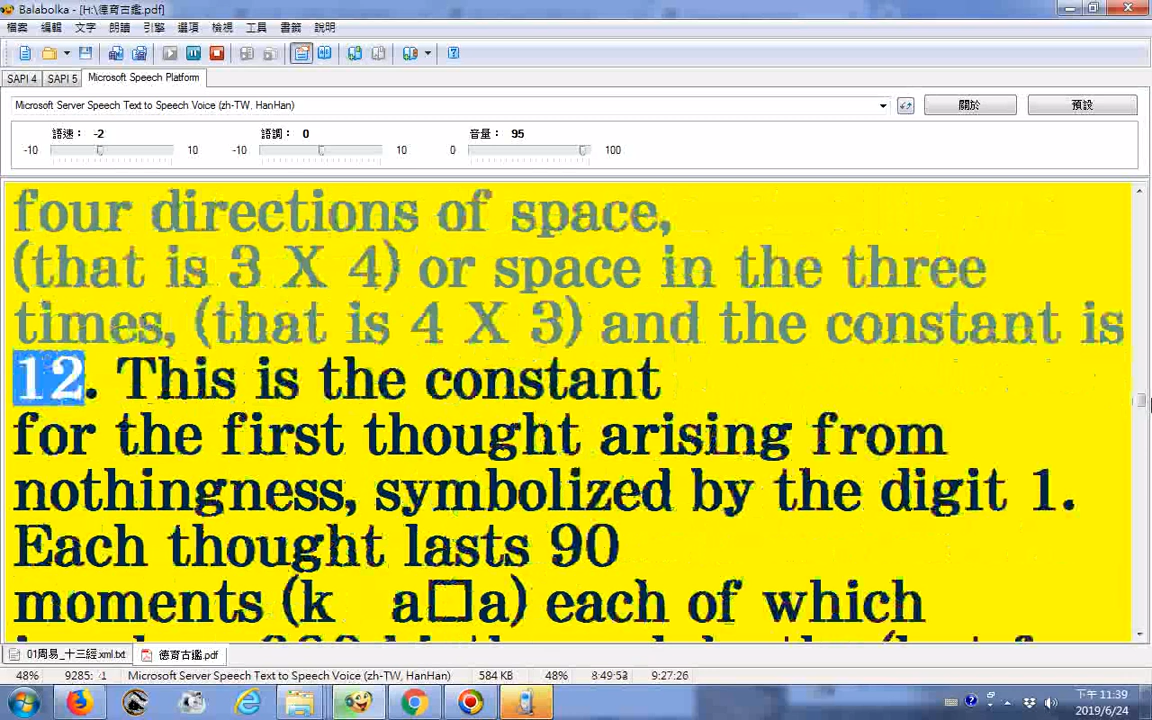 Balabolka - [H:\德育古鑑.pdf]
檔案 編輯 文字 朗讀 引擎 選項 檢視 工具 書籤 說明
SAPI 4 SAPI 5 Microsoft Speech Platform
Microsoft Server Speech Text to Speech Voice (zh-TW, HanHan) 關於 預設
語速： -2 語調： 0 音量： 95
-10 10 -10 10 0 100
four directions of space,
(that is 3 X 4) or space in the three
times, (that is 4 X 3) and the constant is
12. This is the constant
for the first thought arising from
nothingness, symbolized by the digit 1.
Each thought lasts 90
moments (k a□a) each of which
01周易_十三經.xml.txt 德育古鑑.pdf
48% 9285: 1 Microsoft Server Speech Text to Speech Voice (zh-TW, HanHan) 584 KB 48% 8:49:53 9:27:26
下午 11:39
2019/6/24